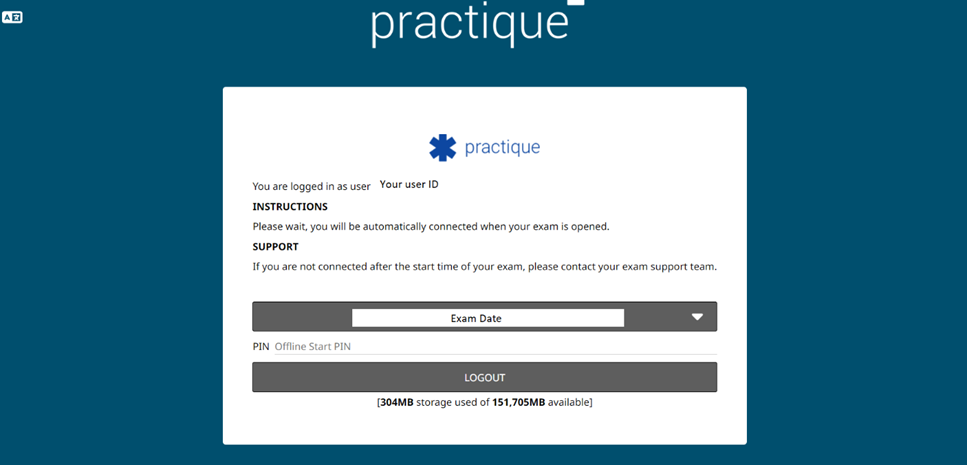 practique
practique
You are logged in as user Your user ID
INSTRUCTIONS
Please wait, you will be automatically connected when your exam is opened.
SUPPORT
If you are not connected after the start time of your exam, please contact your exam support team.
Exam Date
PIN Offline Start PIN
LOGOUT
[304MB storage used of 151,705MB available]